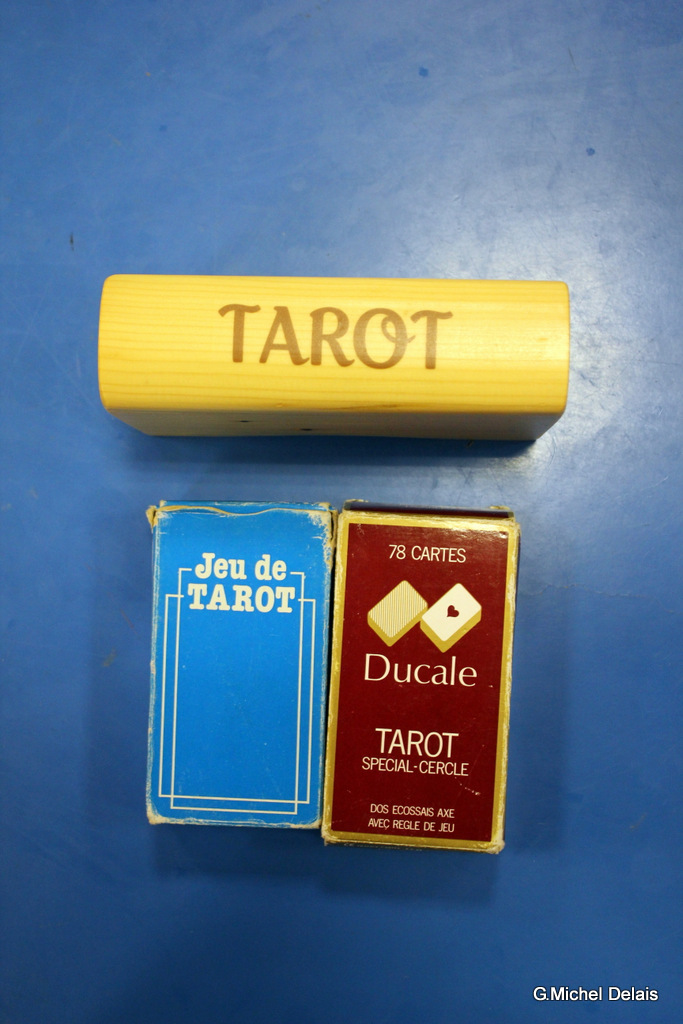 TAROT
Jeu de
TAROT
78 CARTES
Ducale
TAROT
SPECIAL-CERCLE
DOS ECOSSAIS AXE
AVEC REGLE DE JEU
G.Michel Delais